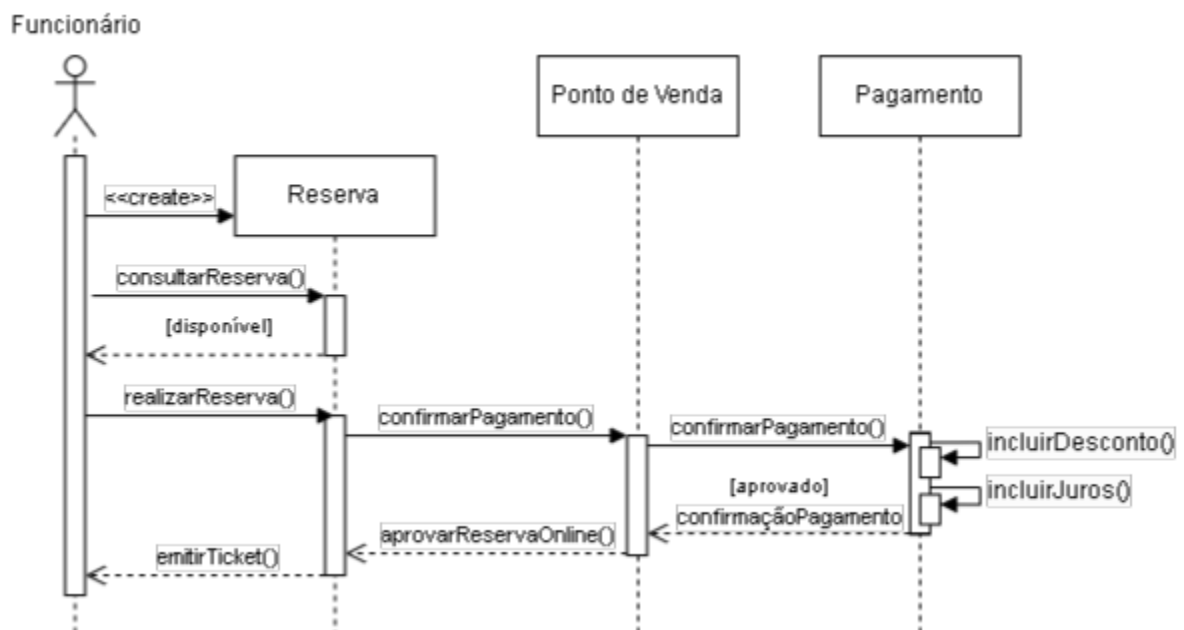 Funcionário
Ponto de Venda
Pagamento
<<create>>
Reserva
consultarReserva()
[disponível]
realizarReserva()
confirmarPagamento()
confirmarPagamento()
incluirDesconto()
[aprovado]
incluirJuros()
confirmaçãoPagamento
aprovarReservaOnline()
emitirTicket()